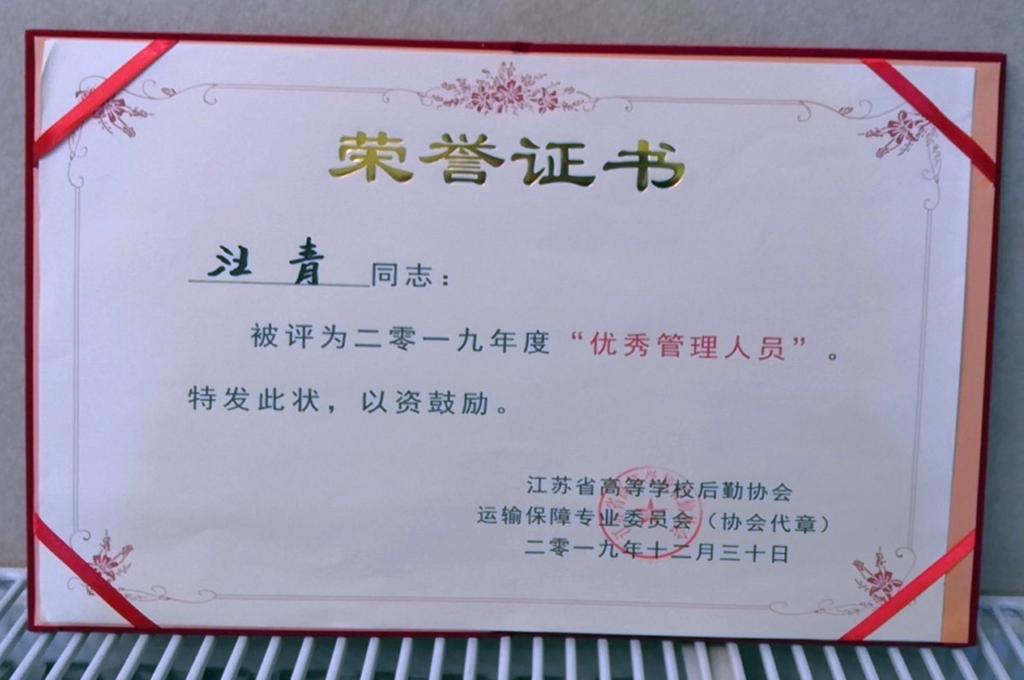 荣誉证书
汪青同志：
被评为二零一九年度“优秀管理人员”。
特发此状，以资鼓励。
江苏省高等学校后勤协会
运输保障专业委员会（协会代章）
二零一九年十二月三十日